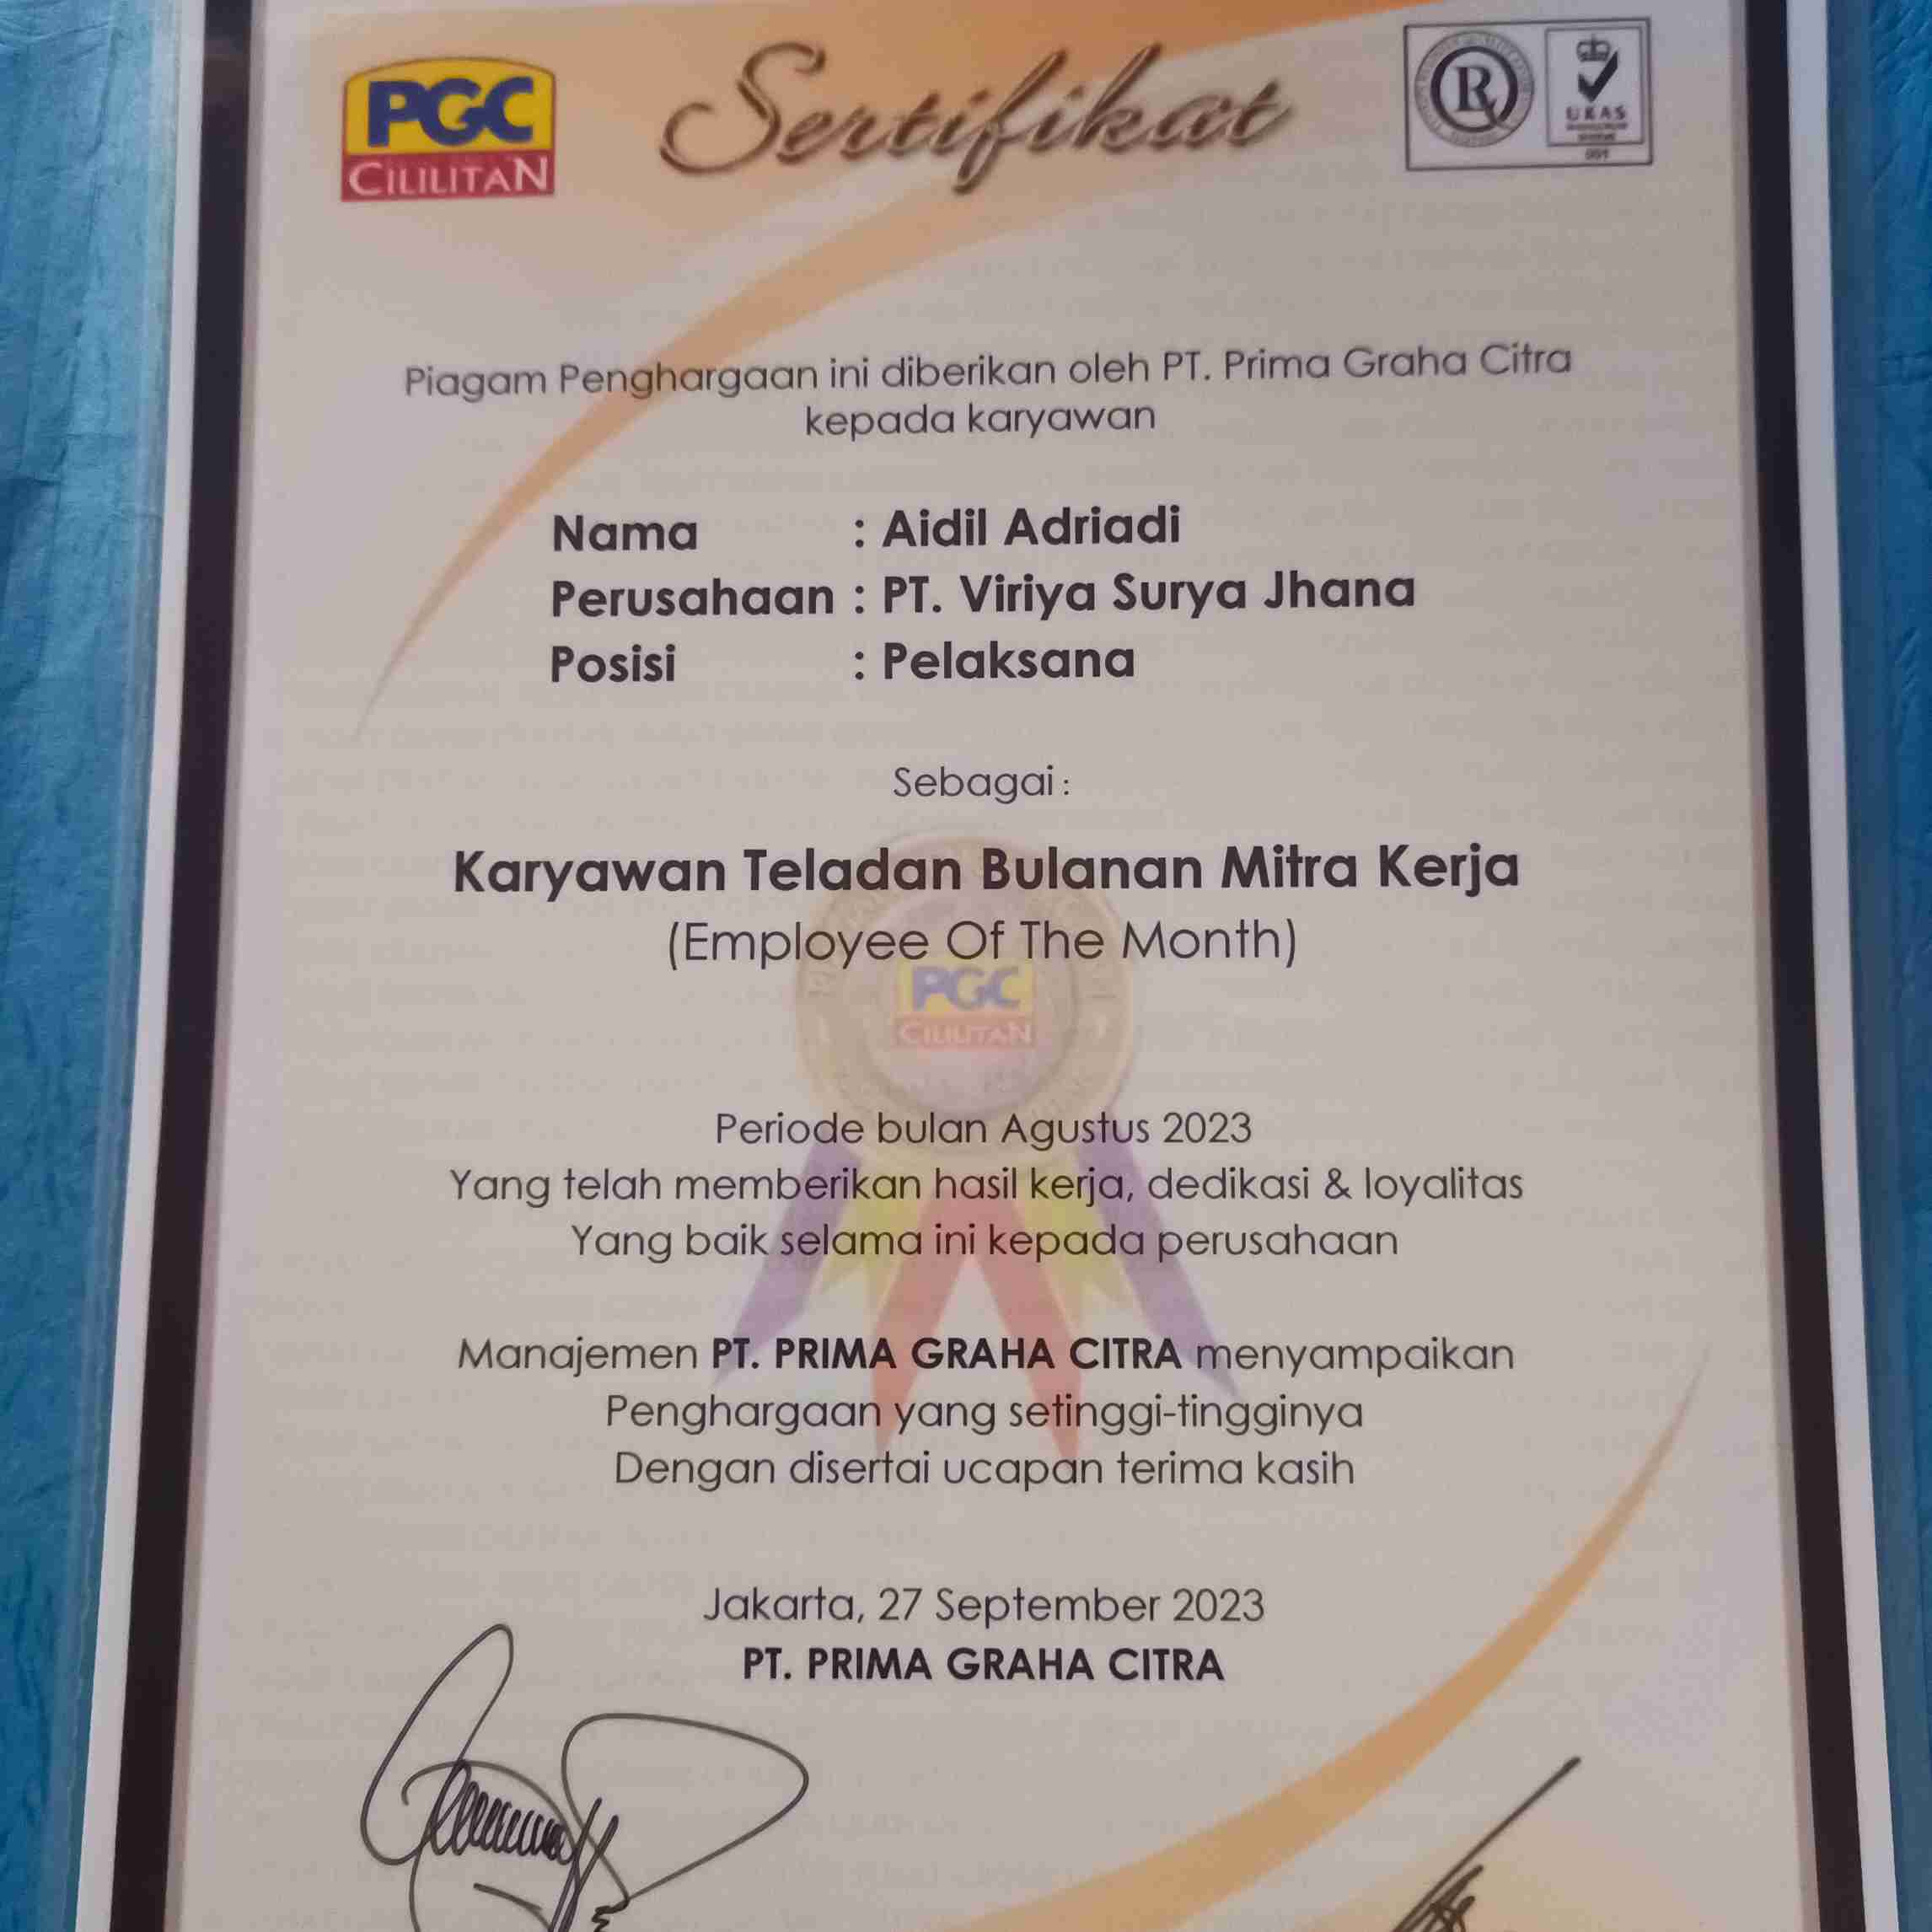 PGC
CILILITAN
Sertifikat
R
UKAS
001
Piagam Penghargaan ini diberikan oleh PT. Prima Graha Citra
kepada karyawan
Nama : Aidil Adriadi
Perusahaan : PT. Viriya Surya Jhana
Posisi : Pelaksana
Sebagai :
Karyawan Teladan Bulanan Mitra Kerja
(Employee Of The Month)
PGC
CILILITAN
Periode bulan Agustus 2023
Yang telah memberikan hasil kerja, dedikasi & loyalitas
Yang baik selama ini kepada perusahaan
Manajemen PT. PRIMA GRAHA CITRA menyampaikan
Penghargaan yang setinggi-tingginya
Dengan disertai ucapan terima kasih
Jakarta, 27 September 2023
PT. PRIMA GRAHA CITRA